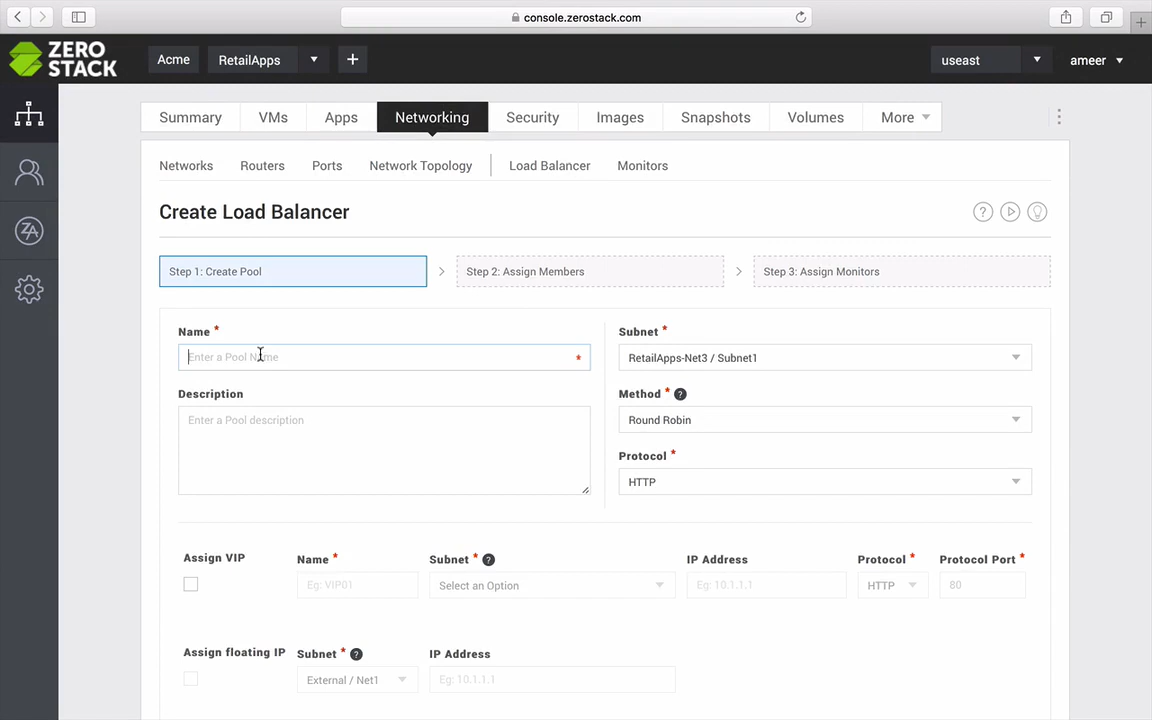 console.zerostack.com
ZERO
STACK
Acme
RetailApps
useast
ameer
Summary
VMs
Apps
Networking
Security
Images
Snapshots
Volumes
More
Networks
Routers
Ports
Network Topology
Load Balancer
Monitors
Create Load Balancer
?
Step 1: Create Pool
Step 2: Assign Members
Step 3: Assign Monitors
Name *
Enter a Pool Name
*
Description
Enter a Pool description
Subnet *
RetailApps-Net3 / Subnet1
Method * ?
Round Robin
Protocol *
HTTP
Assign VIP
Name *
Subnet * ?
IP Address
Protocol *
Protocol Port *
Eg: VIP01
Select an Option
Eg: 10.1.1.1
HTTP
80
Assign floating IP
Subnet * ?
IP Address
External / Net1
Eg: 10.1.1.1